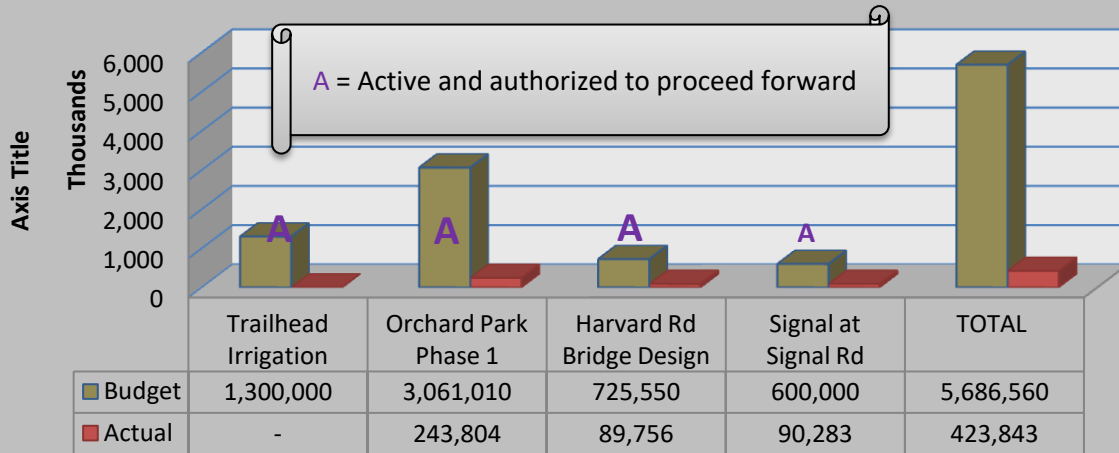 A = Active and authorized to proceed forward
Axis Title
Thousands
6,000
5,000
4,000
3,000
2,000
1,000
0
A A A A
Trailhead Irrigation
Orchard Park Phase 1
Harvard Rd Bridge Design
Signal at Signal Rd
TOTAL
Budget 1,300,000 3,061,010 725,550 600,000 5,686,560
Actual - 243,804 89,756 90,283 423,843